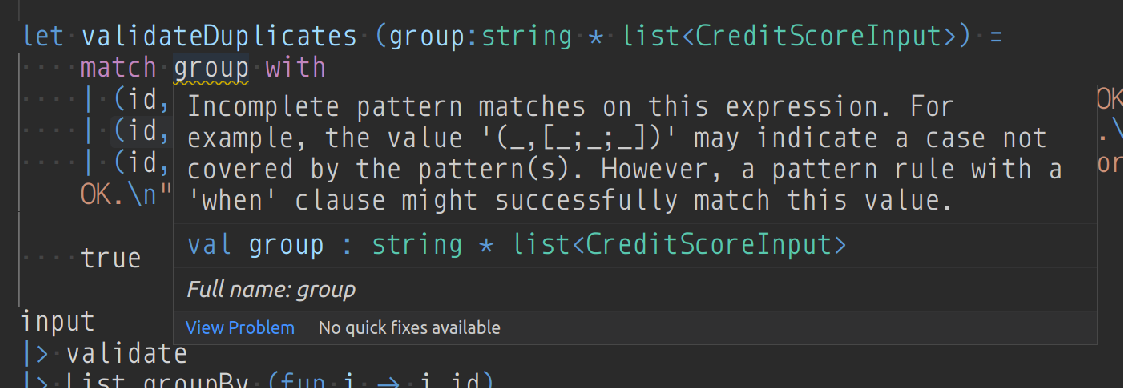 let validateDuplicates (group:string * list<CreditScoreInput>) =
match group with
| (id,
Incomplete pattern matches on this expression. For
OK
| (id,
example, the value '(_,[_;_;_])' may indicate a case not
.\
| (id,
covered by the pattern(s). However, a pattern rule with a
or
OK.\n"
'when' clause might successfully match this value.
val group : string * list<CreditScoreInput>
true
Full name: group
input
View Problem No quick fixes available
|> validate
|> List.groupBy (fun i -> i.id)